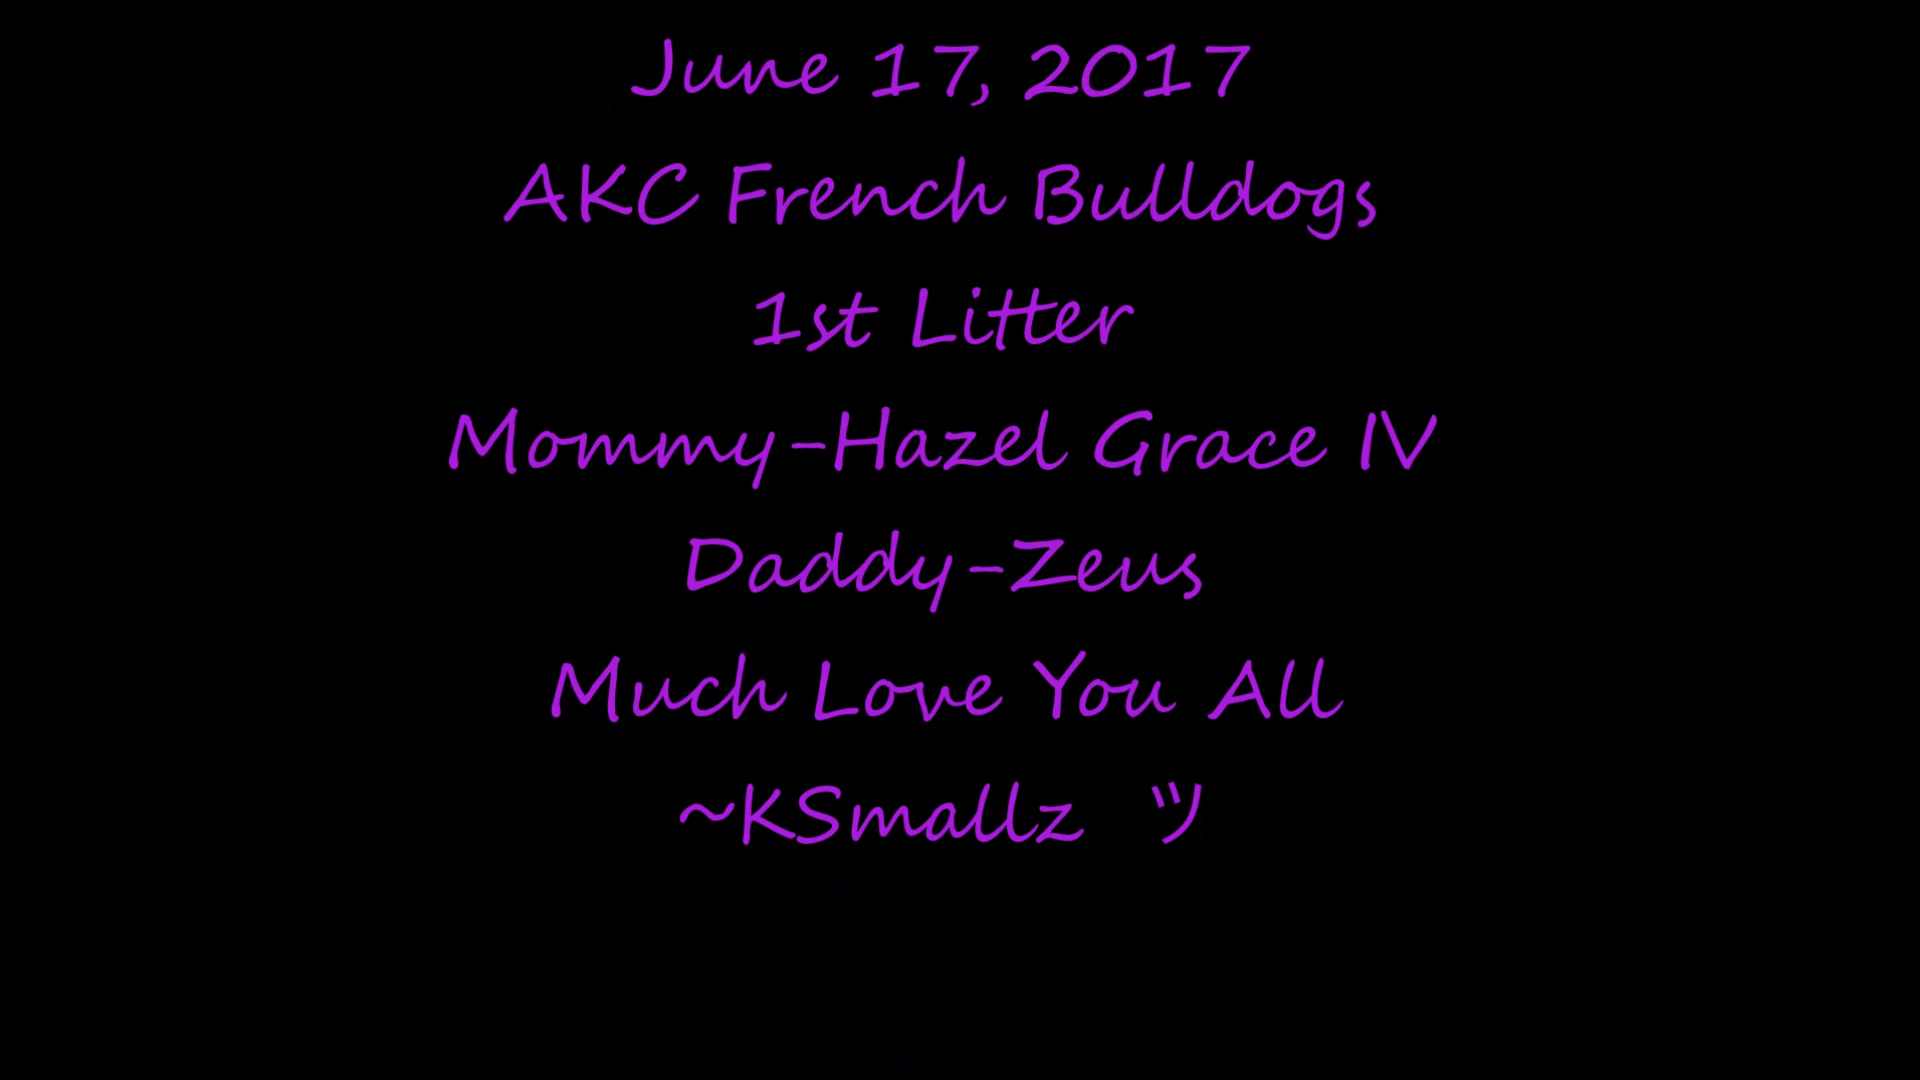 June 17, 2017
AKC French Bulldogs
1st Litter
Mommy-Hazel Grace IV
Daddy-Zeus
Much Love You All
~KSmallz ツ